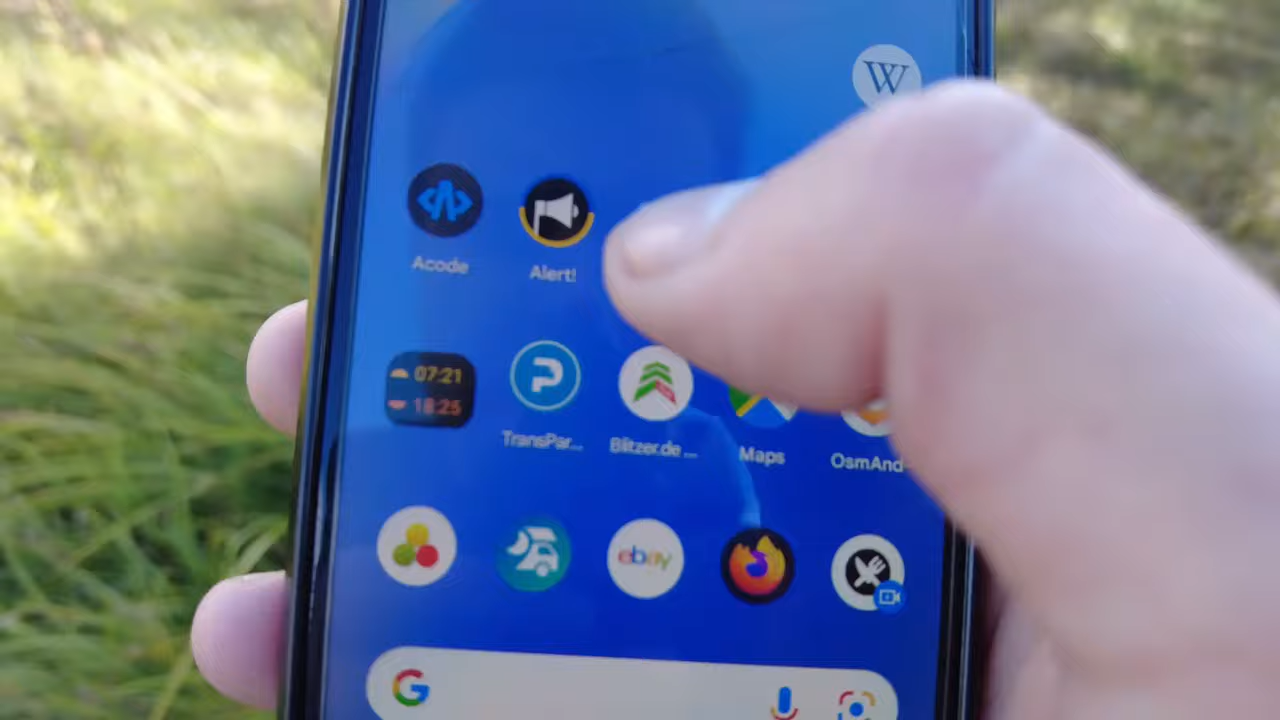 W
Acode
Alert!
07:21
18:25
TransPar...
Blitzer.de ...
Maps
OsmAnd
ebay
G